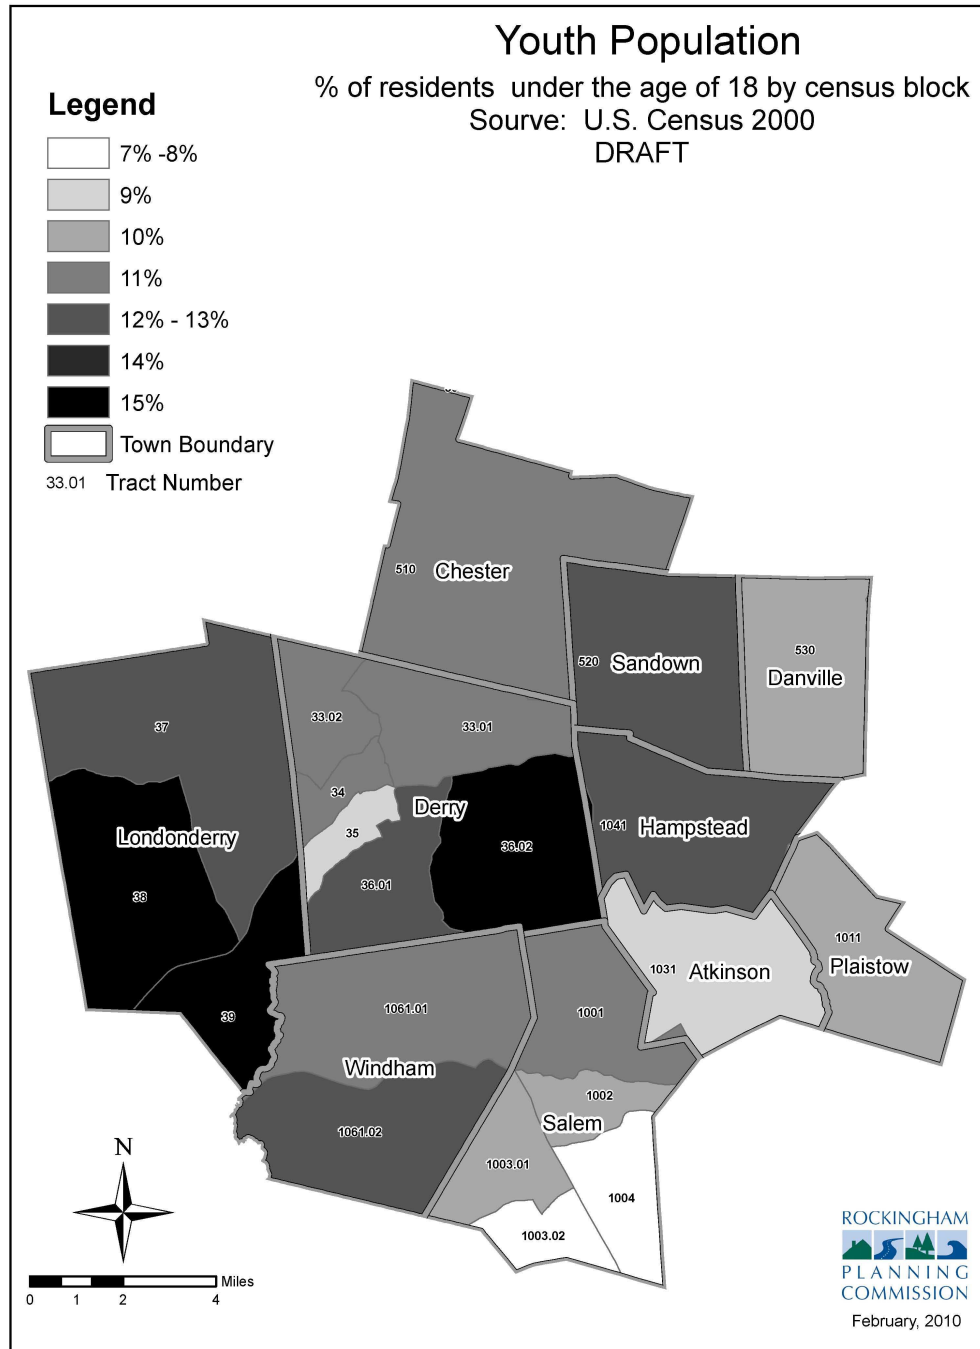 Youth Population
% of residents under the age of 18 by census block
Sourve: U.S. Census 2000
DRAFT
Legend
7% -8%
9%
10%
11%
12% - 13%
14%
15%
Town Boundary
33.01 Tract Number
510 Chester
520 Sandown
530
Danville
37
33.02
33.01
34
Derry
35
36.02
36.01
Londonderry
38
39
1041 Hampstead
1031 Atkinson
1011
Plaistow
1061.01
1001
Windham
1061.02
1002
Salem
1003.01
1004
1003.02
N
Miles
0 1 2 4
ROCKINGHAM
PLANNING
COMMISSION
February, 2010